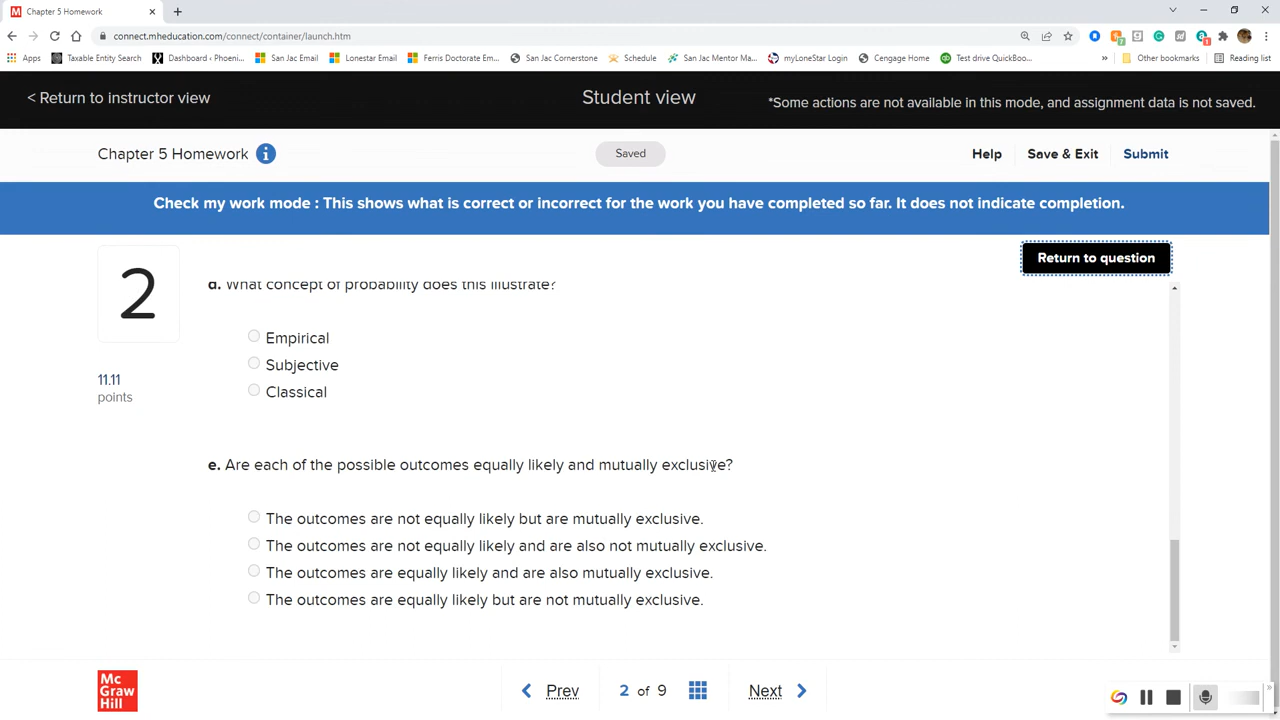 Chapter 5 Homework
connect.mheducation.com/connect/container/launch.htm
Apps
Taxable Entity Search
Dashboard ‹ Phoeni...
San Jac Email
Lonestar Email
Ferris Doctorate Em...
San Jac Cornerstone
Schedule
San Jac Mentor Ma...
myLoneStar Login
Cengage Home
Test drive QuickBoo...
»
Other bookmarks
Reading list
< Return to instructor view
Student view
*Some actions are not available in this mode, and assignment data is not saved.
Chapter 5 Homework i
Saved
Help
Save & Exit
Submit
Check my work mode : This shows what is correct or incorrect for the work you have completed so far. It does not indicate completion.
Return to question
2
11.11
points
What concept of probability does this illustrate?
Empirical
Subjective
Classical
e. Are each of the possible outcomes equally likely and mutually exclusive?
The outcomes are not equally likely but are mutually exclusive.
The outcomes are not equally likely and are also not mutually exclusive.
The outcomes are equally likely and are also mutually exclusive.
The outcomes are equally likely but are not mutually exclusive.
Mc
Graw
Hill
Prev
2 of 9
Next